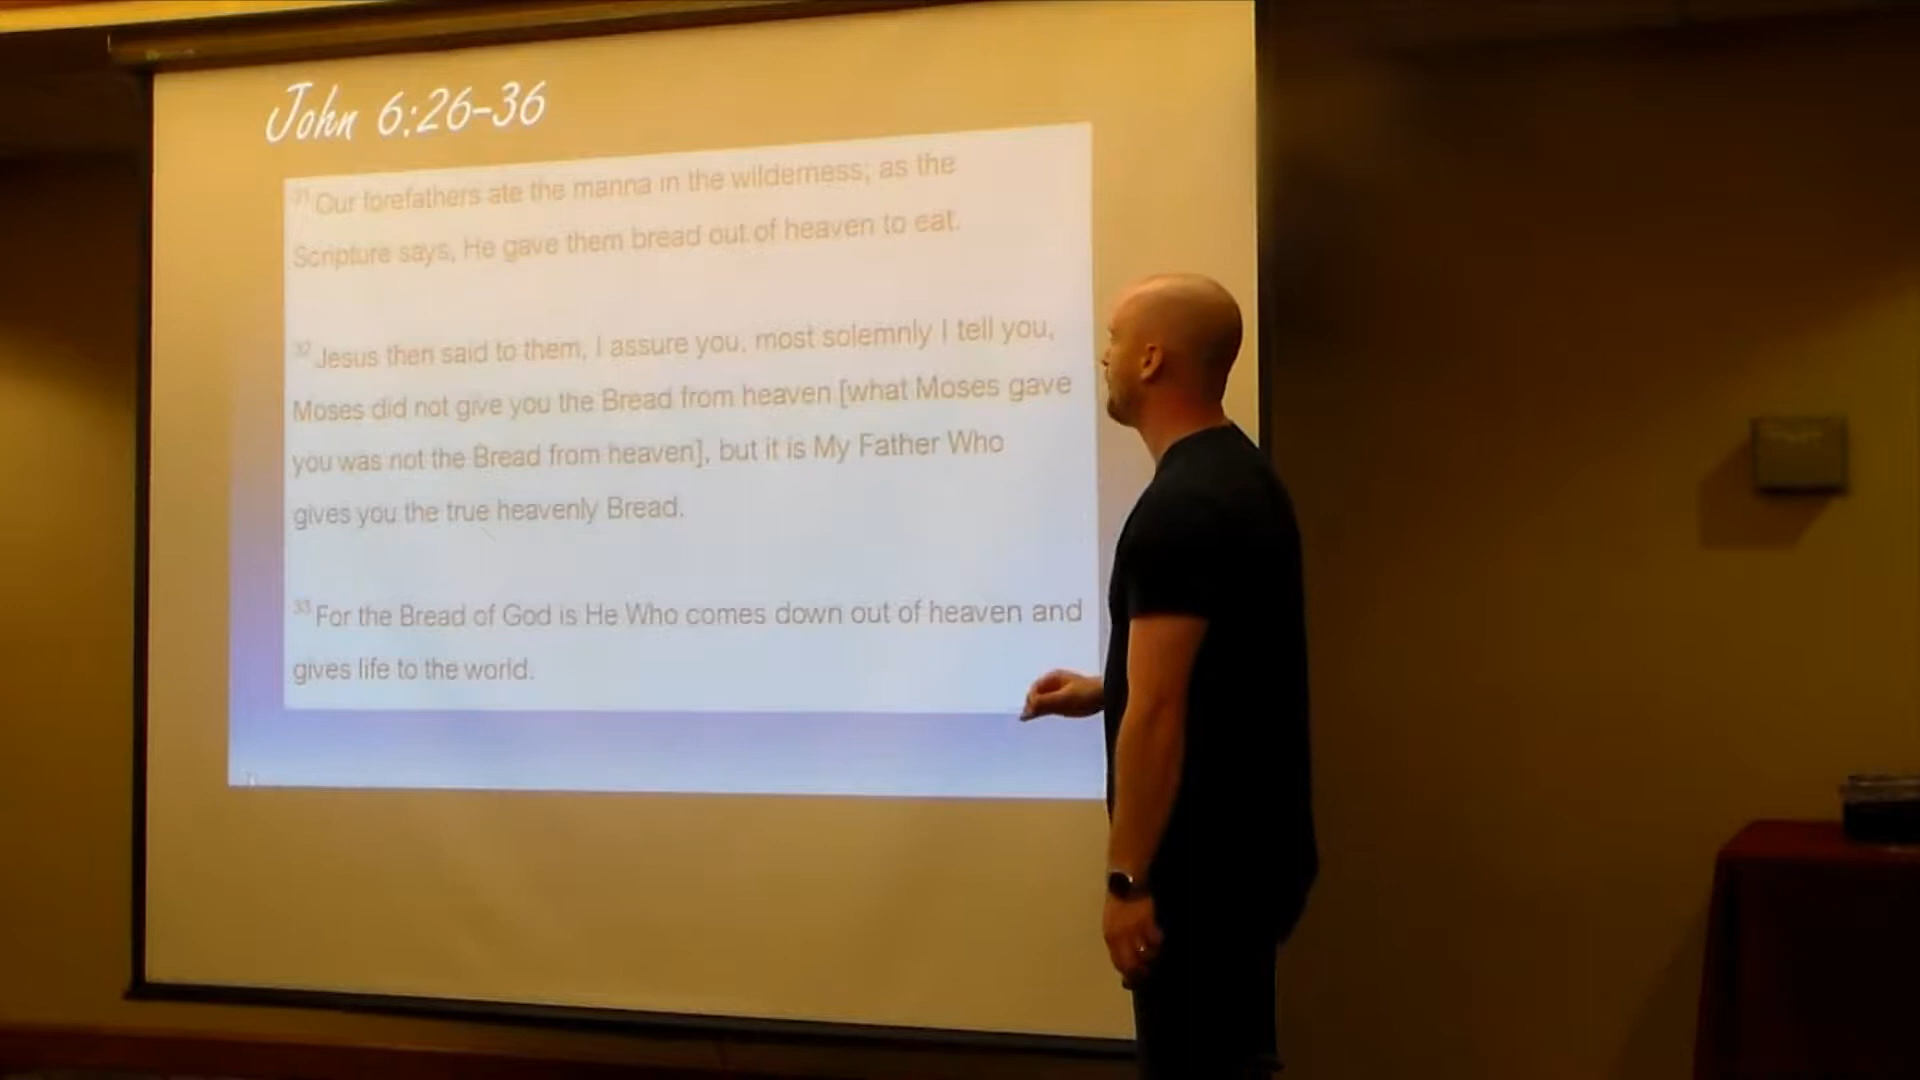 John 6:26-36
31 Our forefathers ate the manna in the wilderness; as the
Scripture says, He gave them bread out of heaven to eat.
32 Jesus then said to them, I assure you, most solemnly I tell you,
Moses did not give you the Bread from heaven [what Moses gave
you was not the Bread from heaven], but it is My Father Who
gives you the true heavenly Bread.
33 For the Bread of God is He Who comes down out of heaven and
gives life to the world.